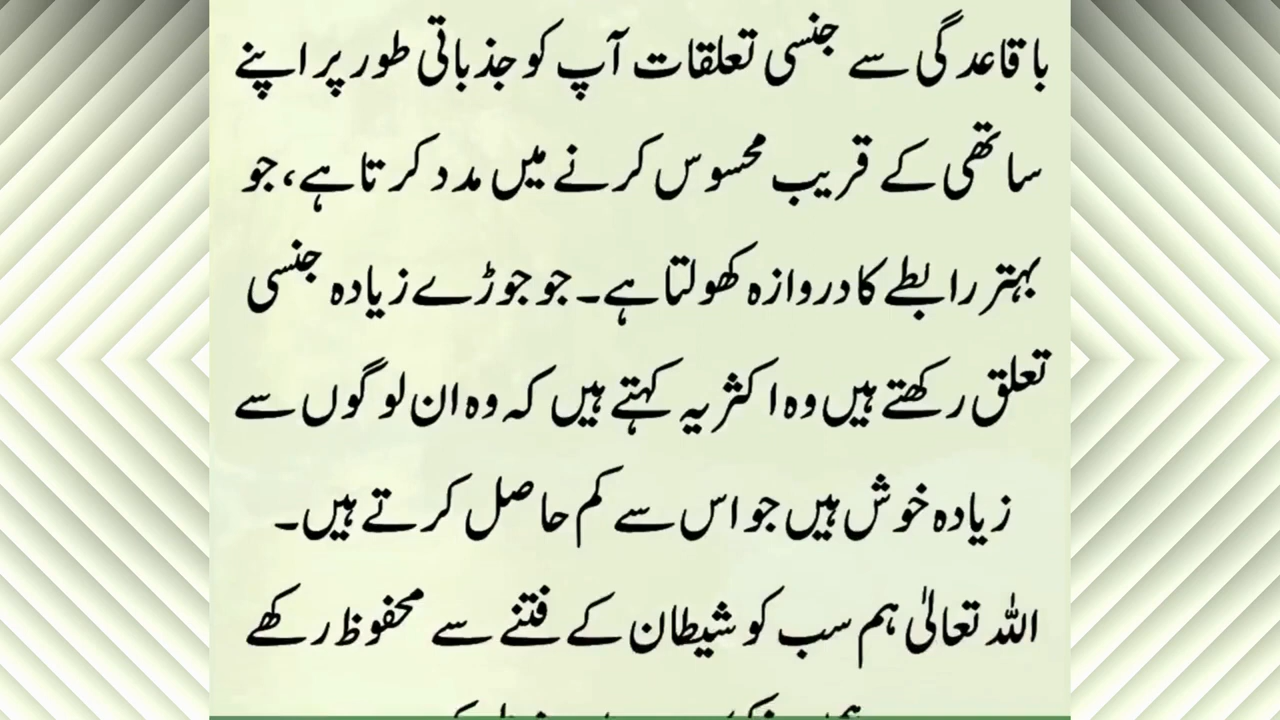 باقاعدگی سے جنسی تعلقات آپ کو جذباتی طور پر اپنے
ساتھی کے قریب محسوس کرنے میں مدد کرتا ہے، جو
بہتر رابطے کا دروازہ کھولتا ہے۔ جو جوڑے زیادہ جنسی
تعلق رکھتے ہیں وہ اکثر یہ کہتے ہیں کہ وہ ان لوگوں سے
زیادہ خوش ہیں جو اس سے کم حاصل کرتے ہیں۔
اللہ تعالیٰ ہم سب کو شیطان کے فتنے سے محفوظ رکھے